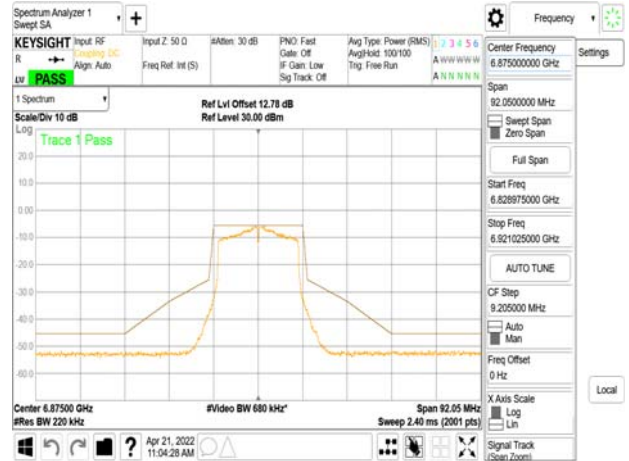 Spectrum Analyzer 1
Swept SA
+
Frequency
KEYSIGHT
Input: RF
Coupling: DC
Align: Auto
Input Z: 50 Ω
Freq Ref: Int (S)
#Atten: 30 dB
PNO: Fast
Gate: Off
IF Gain: Low
Sig Track: Off
Avg Type: Power (RMS)
Avg|Hold: 100/100
Trig: Free Run
1 2 3 4 5 6
A W W W W W
A N N N N N
R
LV PASS
1 Spectrum
Scale/Div 10 dB
Ref Lvl Offset 12.78 dB
Ref Level 30.00 dBm
Log
Trace 1 Pass
20.0
10.0
0.00
-10.0
-20.0
-30.0
-40.0
-50.0
-60.0
Center 6.87500 GHz
#Video BW 680 kHz*
Span 92.05 MHz
#Res BW 220 kHz
Sweep 2.40 ms (2001 pts)
?
Apr 21, 2022
11:04:28 AM
Center Frequency
6.875000000 GHz
Settings
Span
92.0500000 MHz
Swept Span
Zero Span
Full Span
Start Freq
6.828975000 GHz
Stop Freq
6.921025000 GHz
AUTO TUNE
CF Step
9.205000 MHz
Auto
Man
Freq Offset
0 Hz
X Axis Scale
Log
Lin
Local
Signal Track
(Span Zoom)